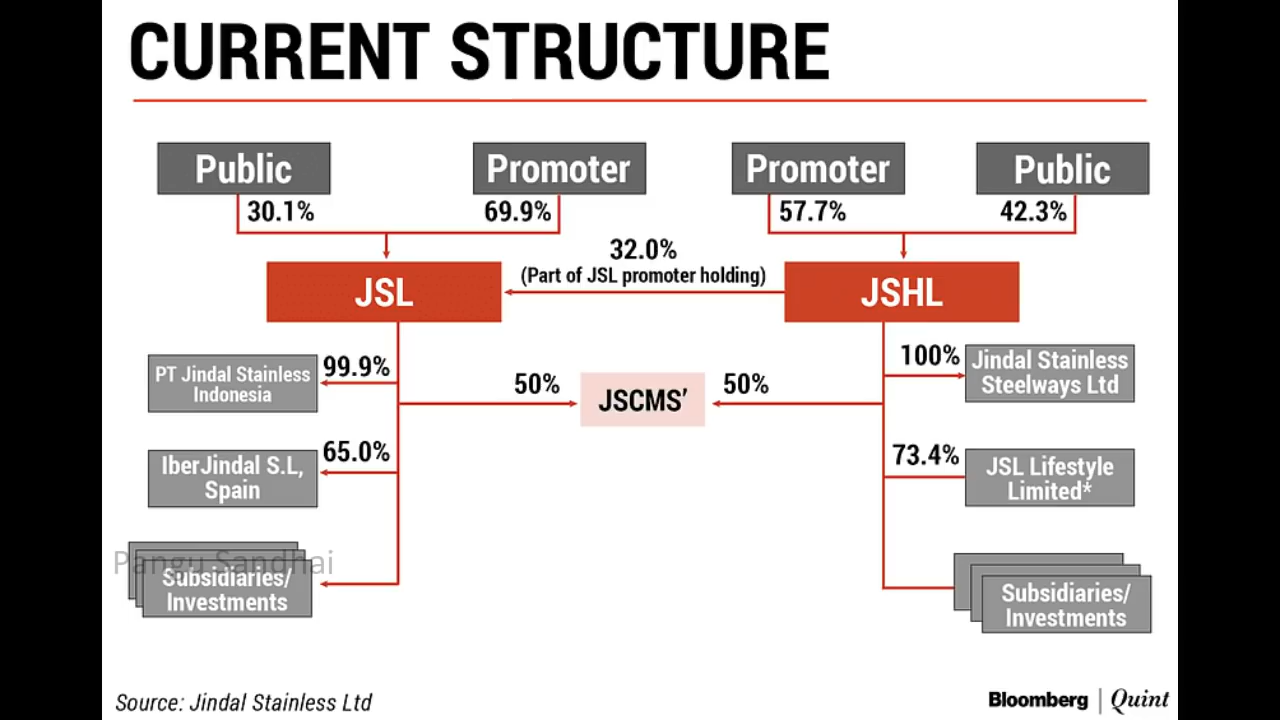 CURRENT STRUCTURE
Public
Promoter
Promoter
Public
30.1%
69.9%
57.7%
42.3%
32.0%
(Part of JSL promoter holding)
JSL
JSHL
PT Jindal Stainless
Indonesia
99.9%
50%
JSCMS’
50%
100%
Jindal Stainless
Steelways Ltd
IberJindal S.L,
Spain
65.0%
73.4%
JSL Lifestyle
Limited*
Pangu Sandhai
Subsidiaries/
Investments
Subsidiaries/
Investments
Source: Jindal Stainless Ltd
Bloomberg | Quint